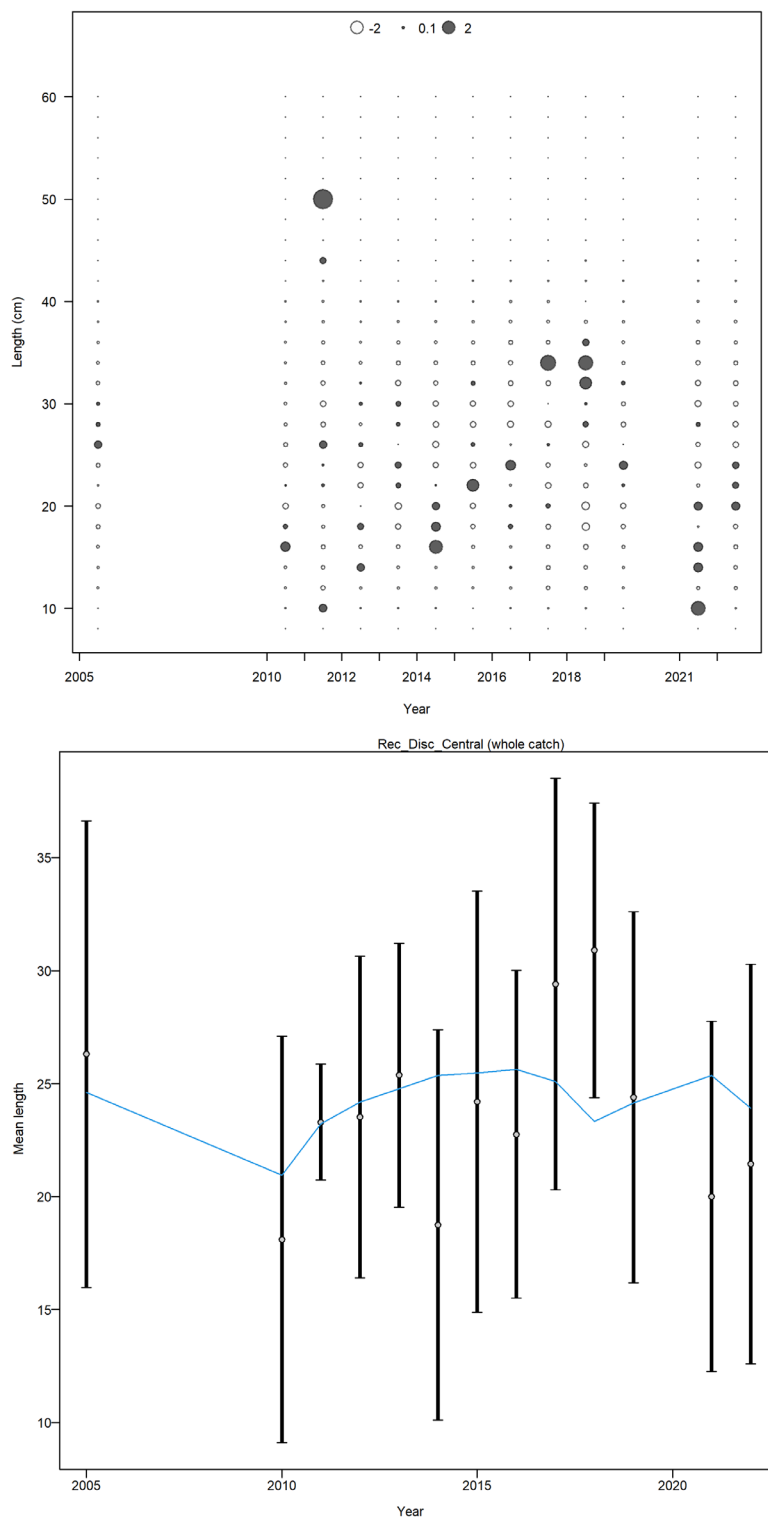 -2 0.1 2
60
50
40
30
20
10
Length (cm)
2005 2010 2012 2014 2016 2018 2021
Year
Rec_Disc_Central (whole catch)
35
30
25
20
15
10
Mean length
2005 2010 2015 2020
Year